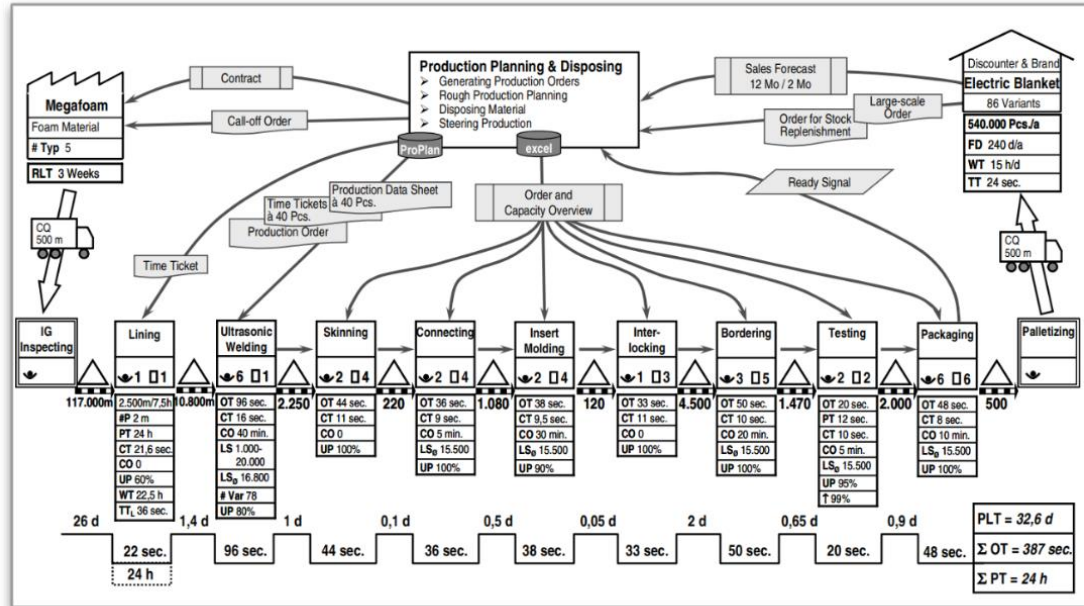 Megafoam
Foam Material
# Typ 5
RLT 3 Weeks
CQ
500 m
Contract
Call-off Order
Production Planning & Disposing
➢ Generating Production Orders
➢ Rough Production Planning
➢ Disposing Material
➢ Steering Production
ProPlan
excel
Sales Forecast
12 Mo / 2 Mo
Large-scale
Order
Order for Stock
Replenishment
Discounter & Brand
Electric Blanket
86 Variants
540.000 Pcs./a
FD 240 d/a
WT 15 h/d
TT 24 sec.
CQ
500 m
Production Data Sheet
à 40 Pcs.
Time Tickets
à 40 Pcs.
Production Order
Time Ticket
Order and
Capacity Overview
Ready Signal
IG
Inspecting
117.000m
Lining
1 1
2.500m/7,5h
#P 2 m
PT 24 h
CT 21,6 sec.
CO 0
UP 60%
WT 22,5 h
TTL 36 sec.
10.800m
Ultrasonic
Welding
6 1
OT 96 sec.
CT 16 sec.
CO 40 min.
LS 1.000-
20.000
LSø 16.800
# Var 78
UP 80%
2.250
Skinning
2 4
OT 44 sec.
CT 11 sec.
CO 0
UP 100%
220
Connecting
2 4
OT 36 sec.
CT 9 sec.
CO 5 min.
LSø 15.500
UP 100%
1.080
Insert
Molding
2 4
OT 38 sec.
CT 9,5 sec.
CO 30 min.
LSø 15.500
UP 90%
120
Inter-
locking
1 3
OT 33 sec.
CT 11 sec.
CO 0
UP 100%
4.500
Bordering
3 5
OT 50 sec.
CT 10 sec.
CO 20 min.
LSø 15.500
UP 100%
1.470
Testing
2 2
OT 20 sec.
PT 12 sec.
CT 10 sec.
CO 5 min.
LSø 15.500
UP 95%
↑ 99%
2.000
Packaging
6 6
OT 48 sec.
CT 8 sec.
CO 10 min.
LSø 15.500
UP 100%
500
Palletizing
26 d 1,4 d 1 d 0,1 d 0,5 d 0,05 d 2 d 0,65 d 0,9 d
22 sec. 96 sec. 44 sec. 36 sec. 38 sec. 33 sec. 50 sec. 20 sec. 48 sec.
24 h
PLT = 32,6 d
Σ OT = 387 sec.
Σ PT = 24 h